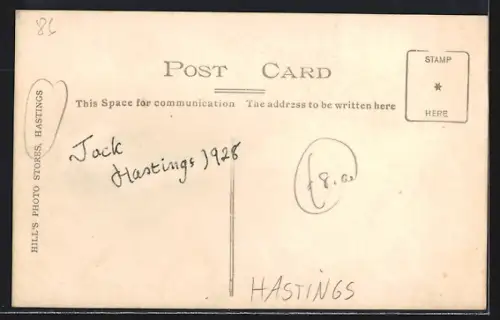 86
POST CARD
STAMP
*
HERE
This Space for communication The address to be written here
HILL'S PHOTO STORES, HASTINGS
Jack
Hastings 1928
HASTINGS